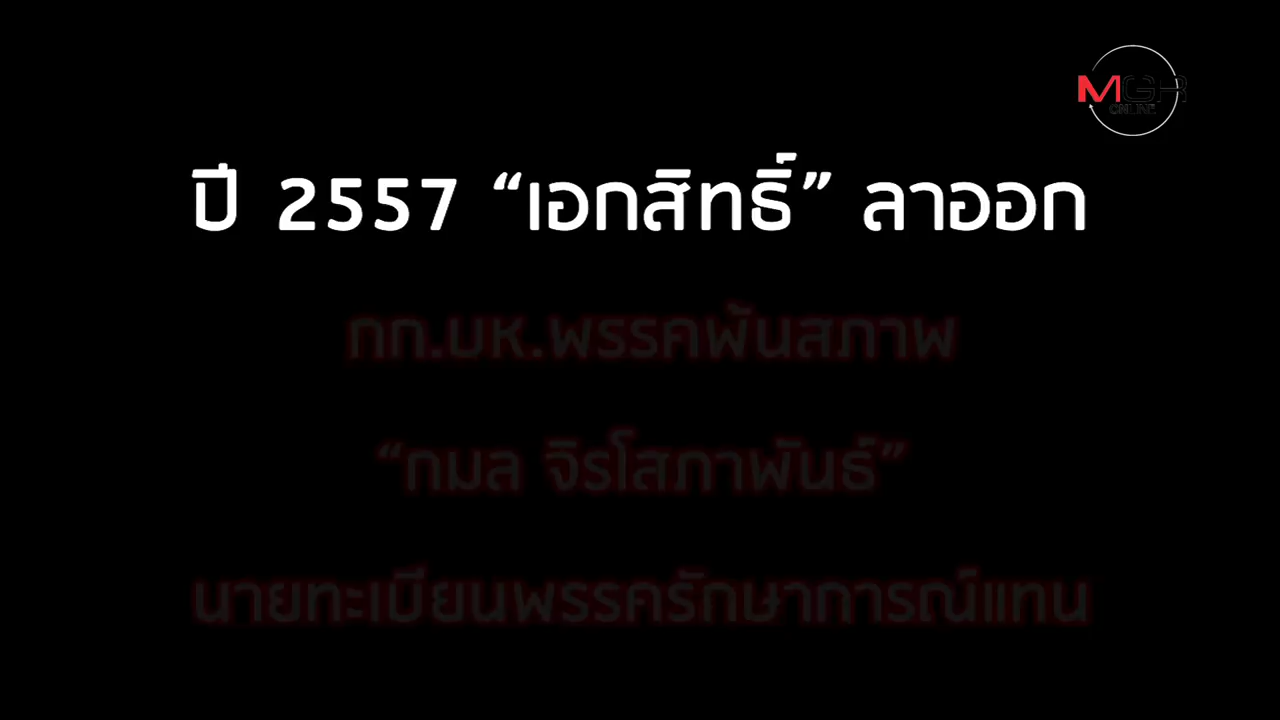 MGR
ONLINE
ปี 2557 “เอกสิทธิ์” ลาออก
กก.บห.พรรคพ้นสภาพ
“กมล จิรโสภาพันธ์”
นายทะเบียนพรรครักษาการณ์แทน